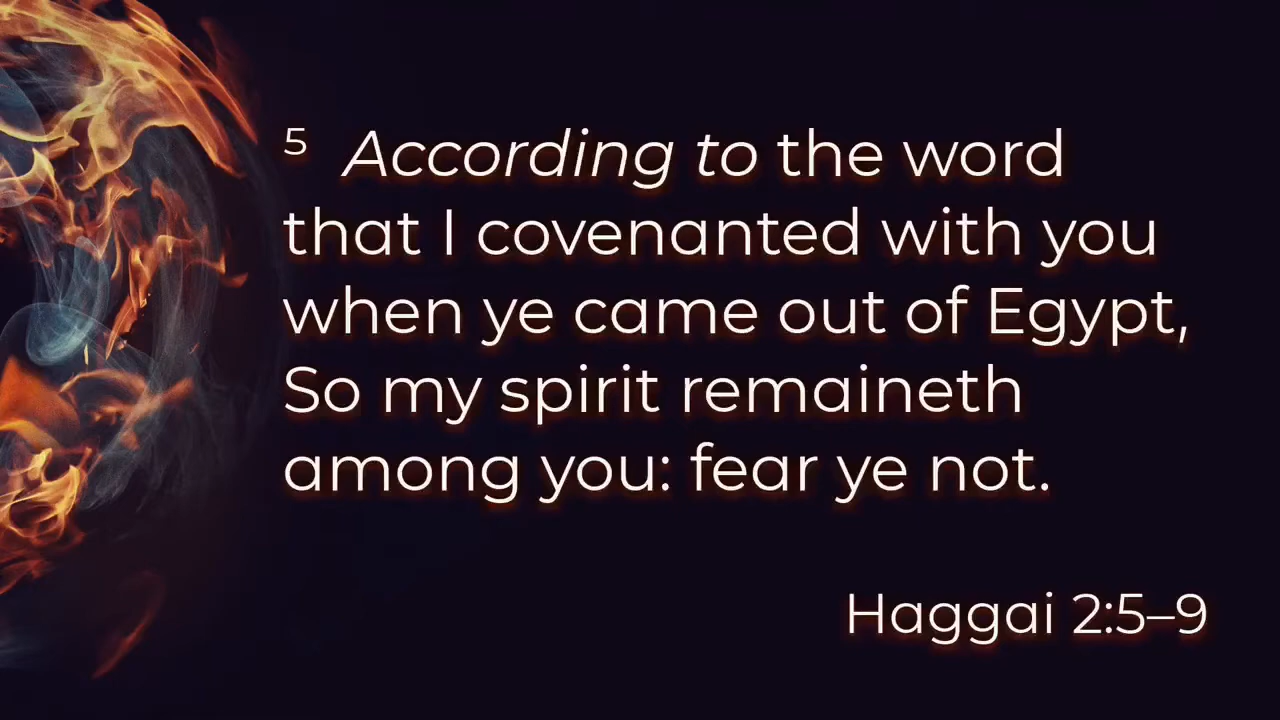 5 According to the word
that I covenanted with you
when ye came out of Egypt,
So my spirit remaineth
among you: fear ye not.
Haggai 2:5–9